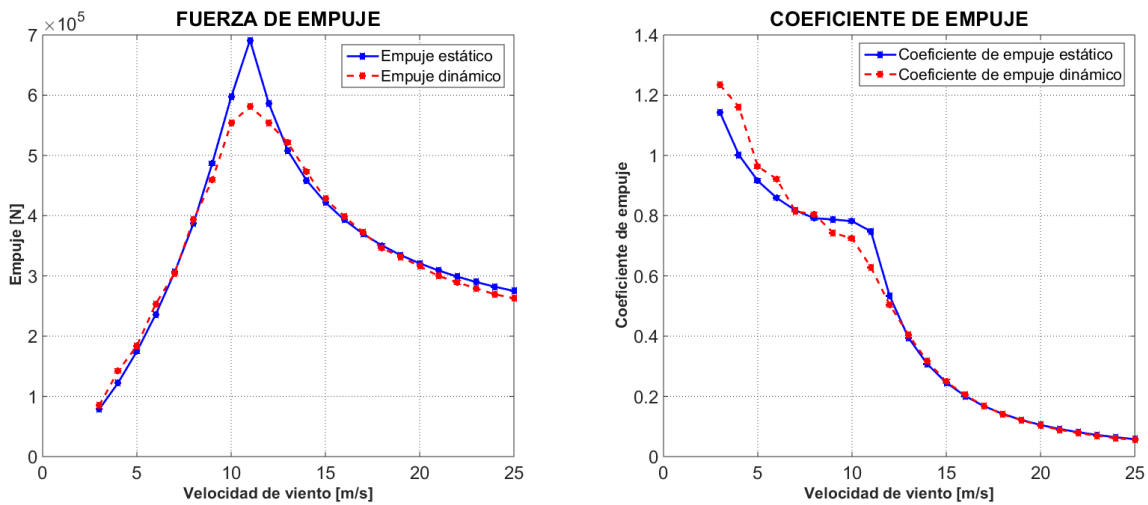 FUERZA DE EMPUJE
×10^5
7
6
5
4
3
2
1
0
0 5 10 15 20 25
Empuje [N]
Velocidad de viento [m/s]
Empuje estático
Empuje dinámico
COEFICIENTE DE EMPUJE
1.4
1.2
1
0.8
0.6
0.4
0.2
0
0 5 10 15 20 25
Coeficiente de empuje
Velocidad de viento [m/s]
Coeficiente de empuje estático
Coeficiente de empuje dinámico